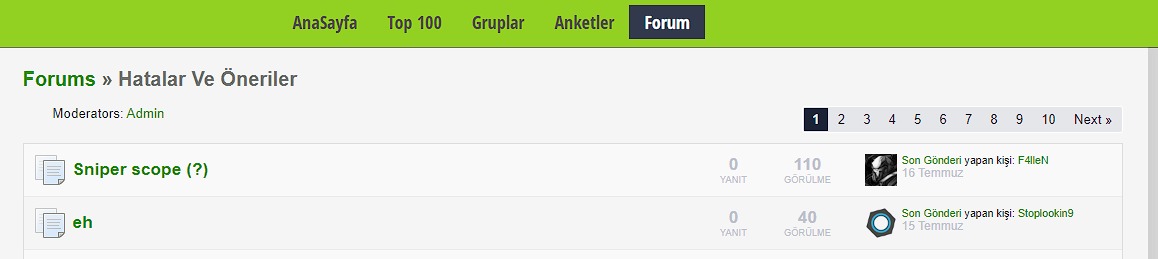 AnaSayfa Top 100 Gruplar Anketler Forum
Forums » Hatalar Ve Öneriler
Moderators: Admin
1 2 3 4 5 6 7 8 9 10 Next »
Sniper scope (?)
0 110
YANIT GÖRÜLME
Son Gönderi yapan kişi: F4lleN
16 Temmuz
eh
0 40
YANIT GÖRÜLME
Son Gönderi yapan kişi: Stoplookin9
15 Temmuz